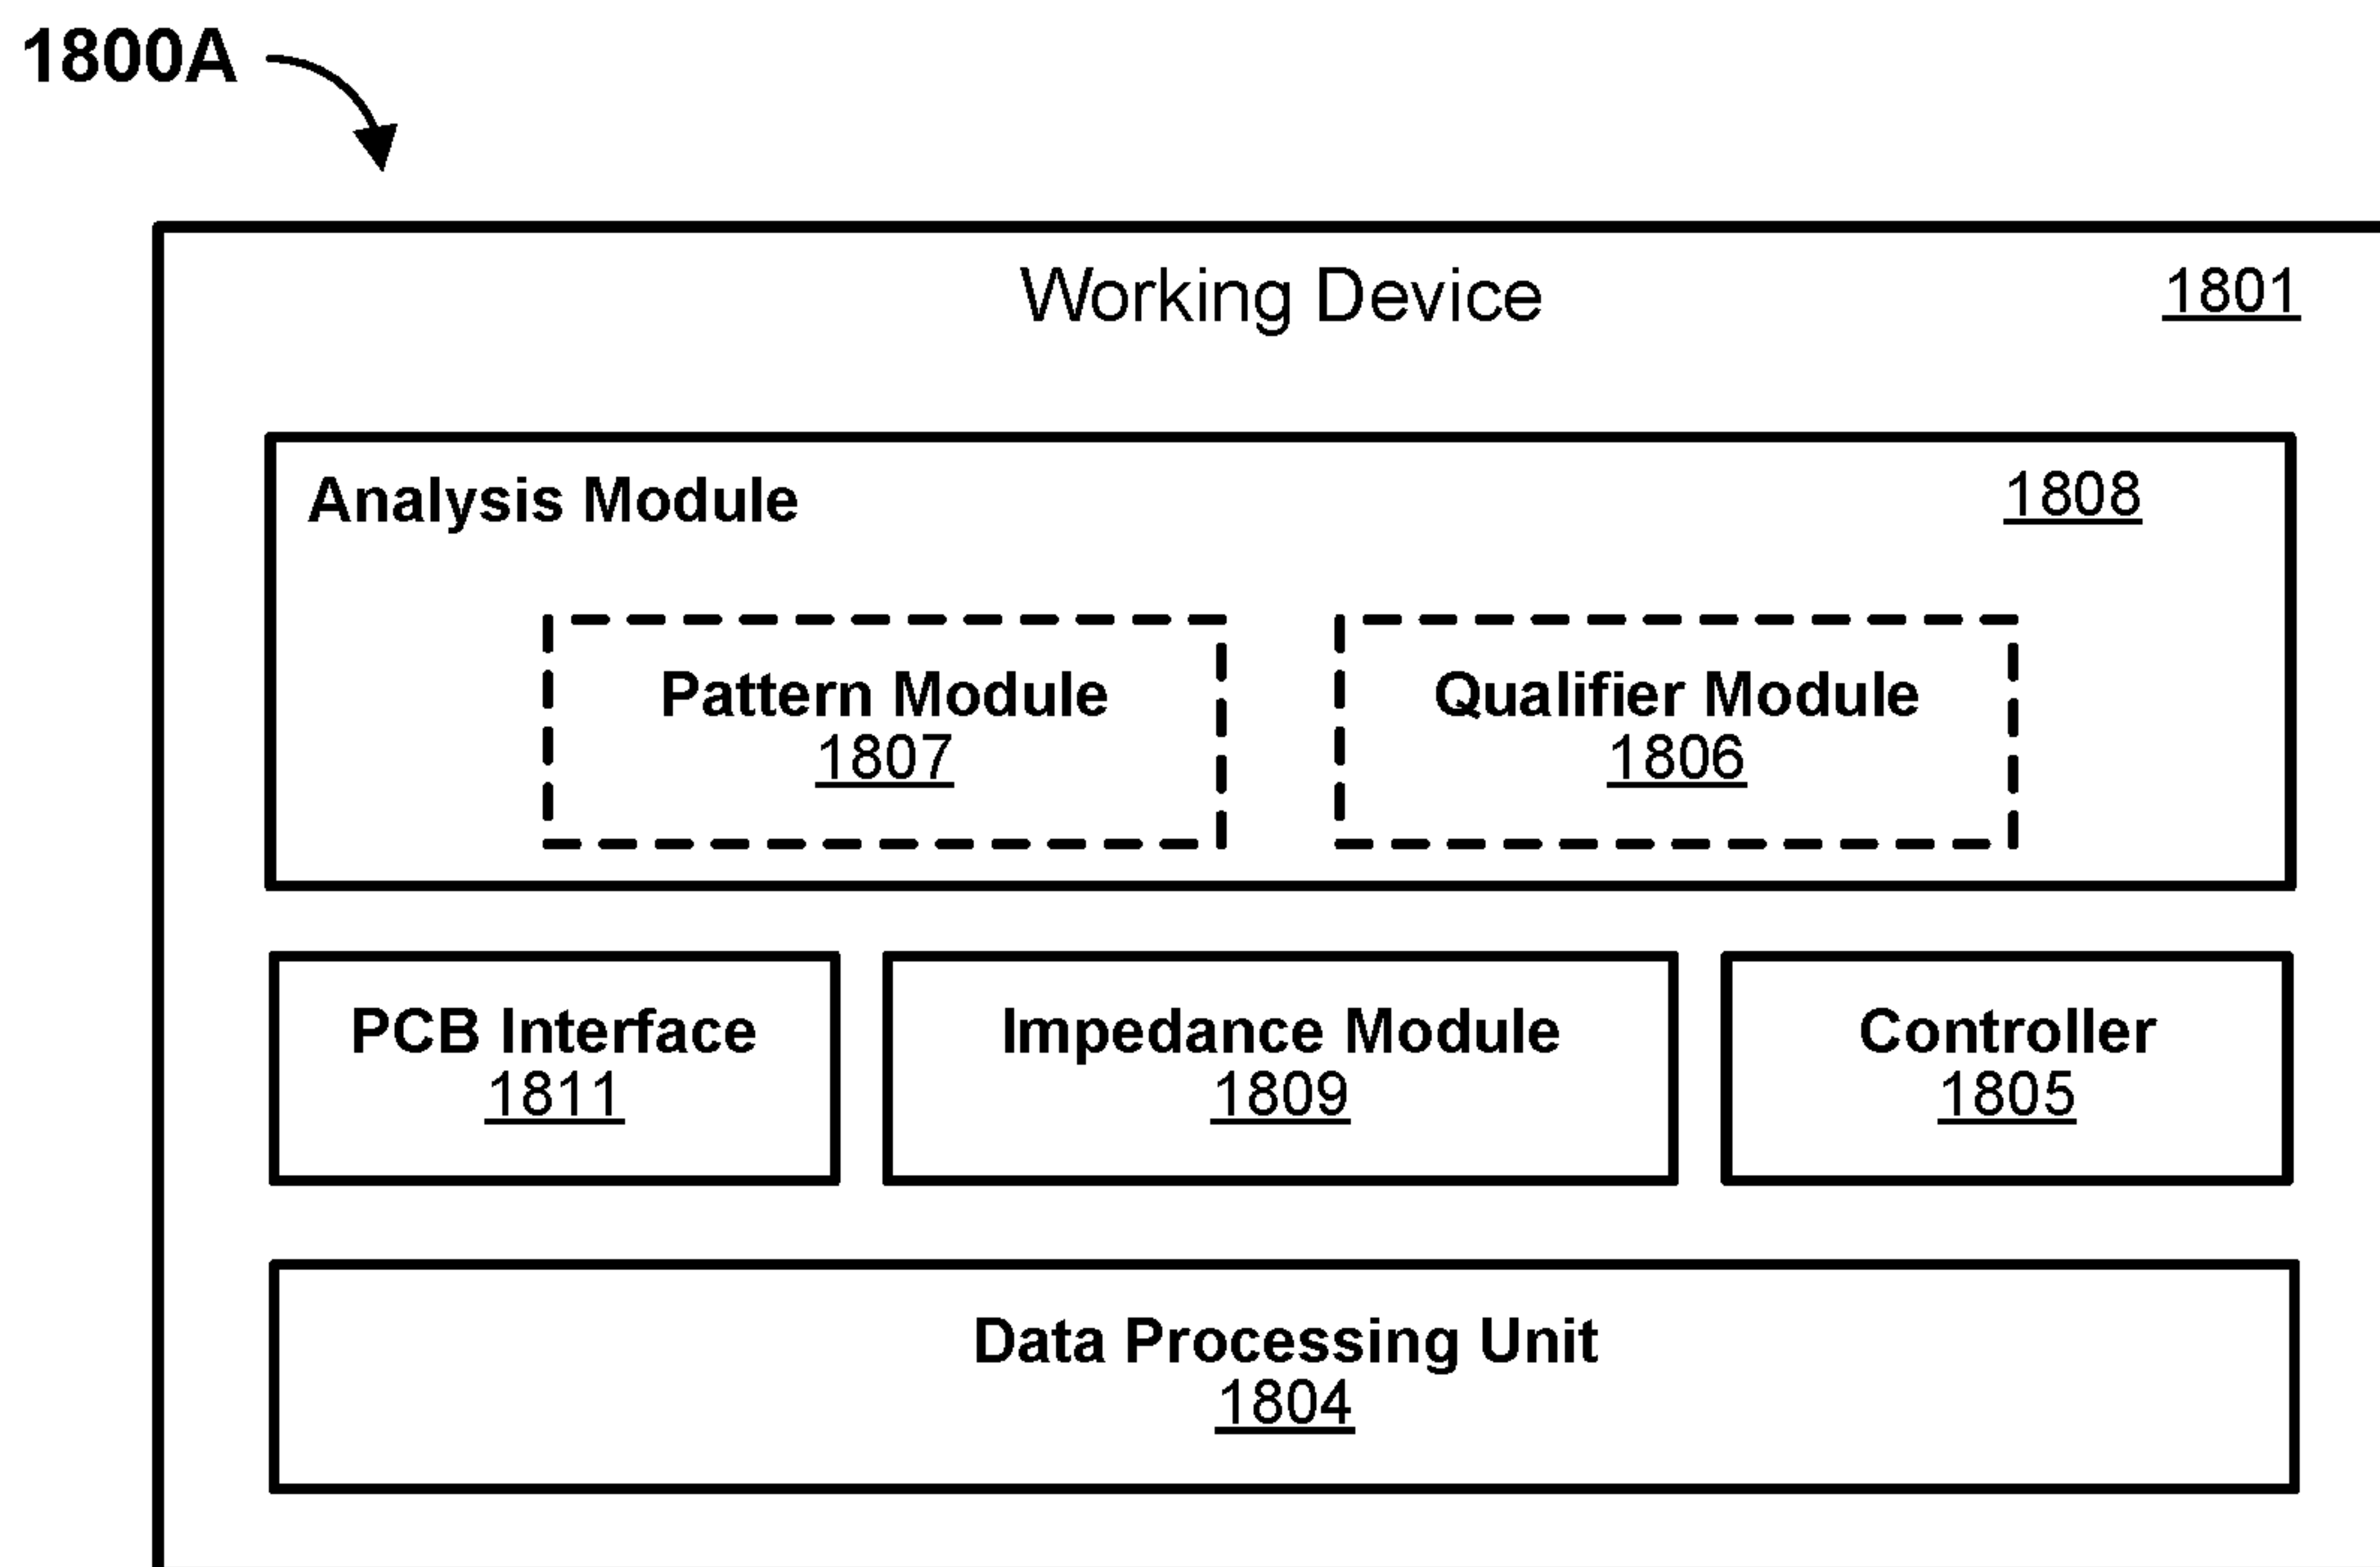 1800A
Working Device 1801
Analysis Module 1808
Pattern Module
1807
Qualifier Module
1806
PCB Interface
1811
Impedance Module
1809
Controller
1805
Data Processing Unit
1804